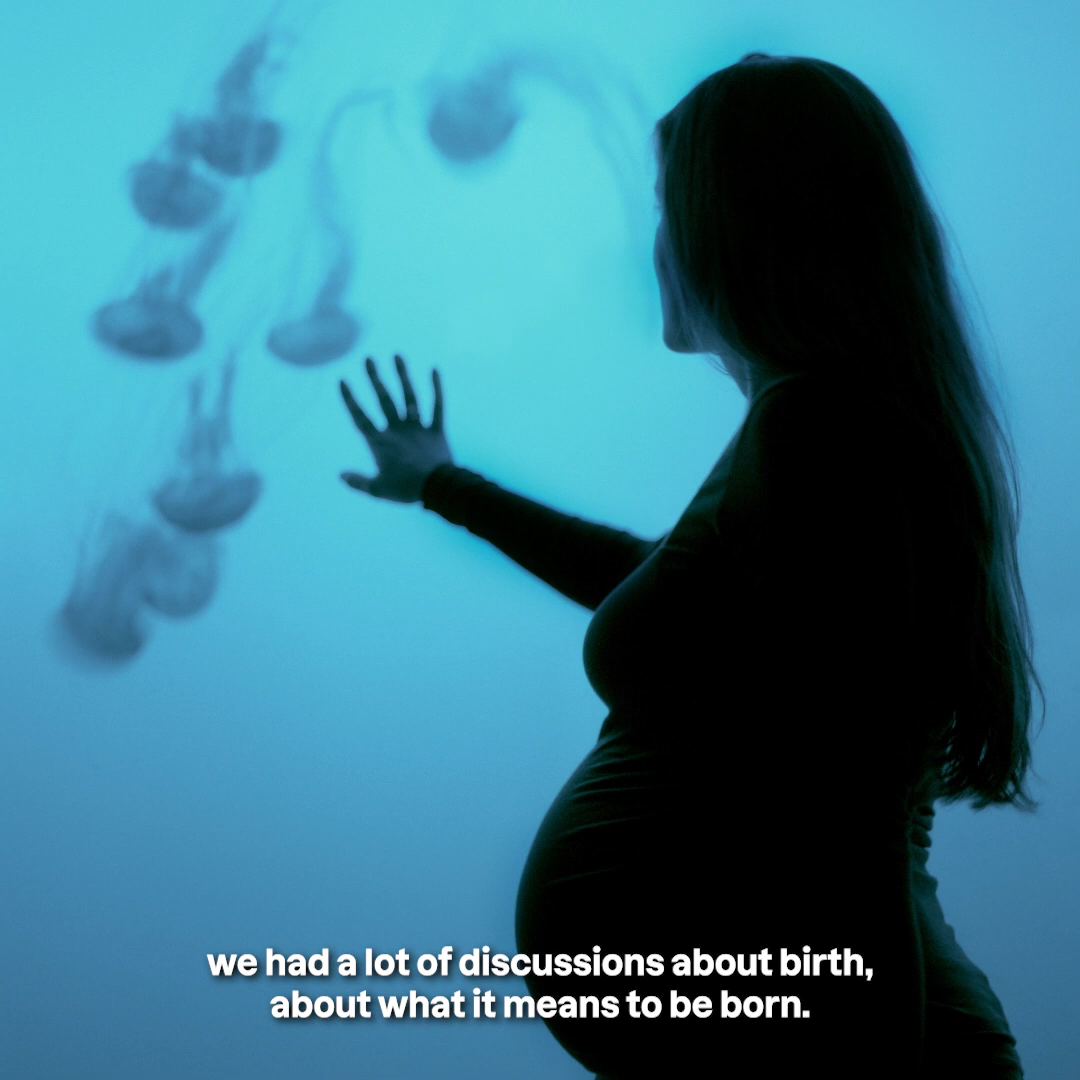 we had a lot of discussions about birth,
about what it means to be born.